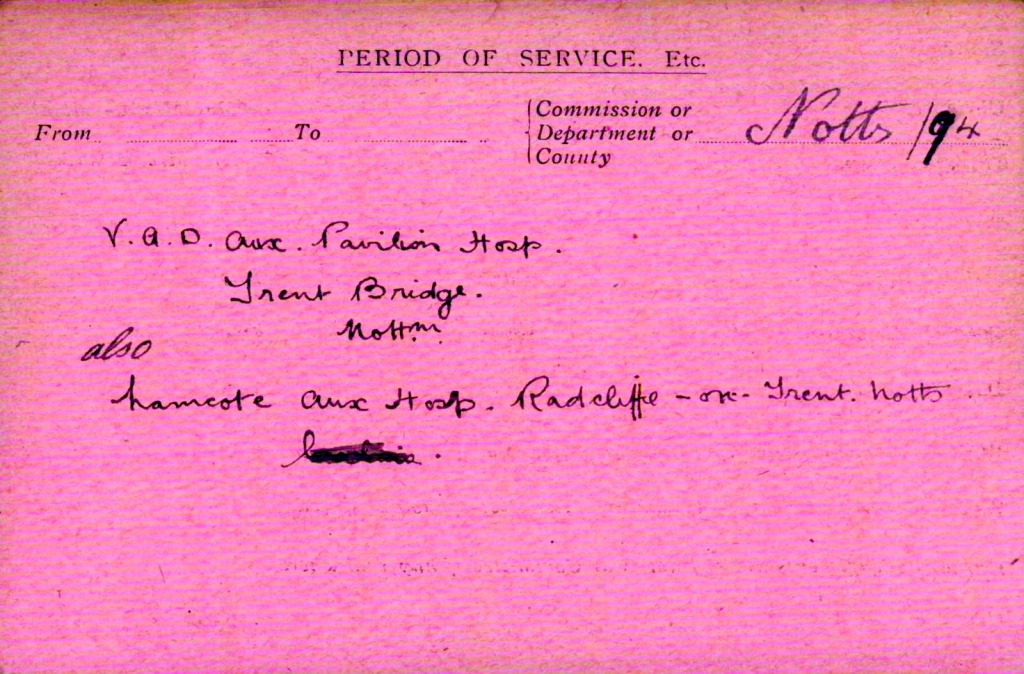 PERIOD OF SERVICE. Etc.
From To Commission or Department or County Notts/94
V.A.D. Aux. Pavilion Hosp.
Trent Bridge.
Nottm.
also
Lamcote Aux Hosp. Radcliffe-on-Trent. Notts